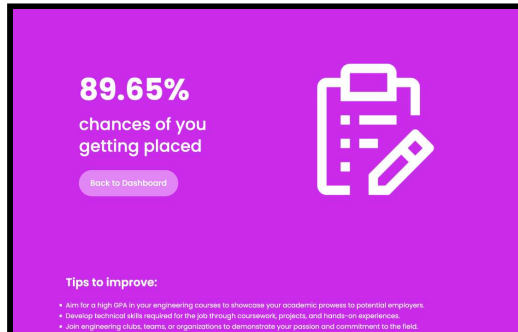 89.65%
chances of you
getting placed
Back to Dashboard
Tips to improve:
• Aim for a high GPA in your engineering courses to showcase your academic prowess to potential employers.
• Develop technical skills required for the job through coursework, projects, and hands-on experiences.
• Join engineering clubs, teams, or organizations to demonstrate your passion and commitment to the field.